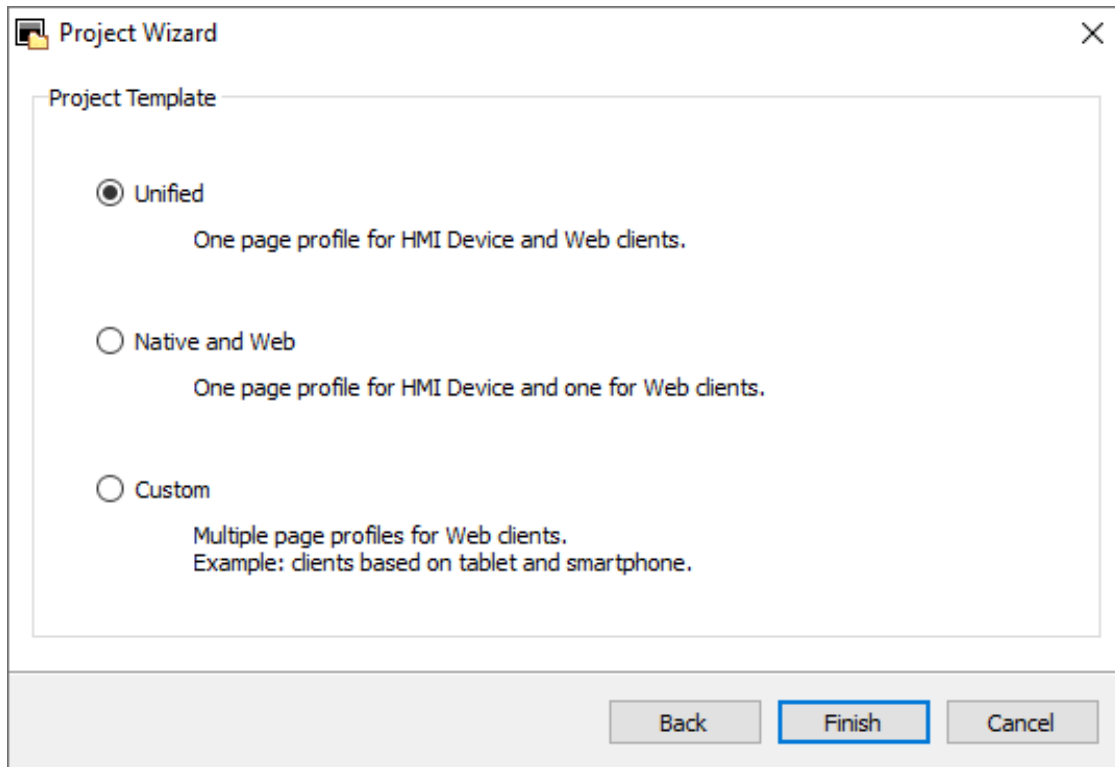 Project Wizard
Project Template
Unified
One page profile for HMI Device and Web clients.
Native and Web
One page profile for HMI Device and one for Web clients.
Custom
Multiple page profiles for Web clients.
Example: clients based on tablet and smartphone.
Back Finish Cancel